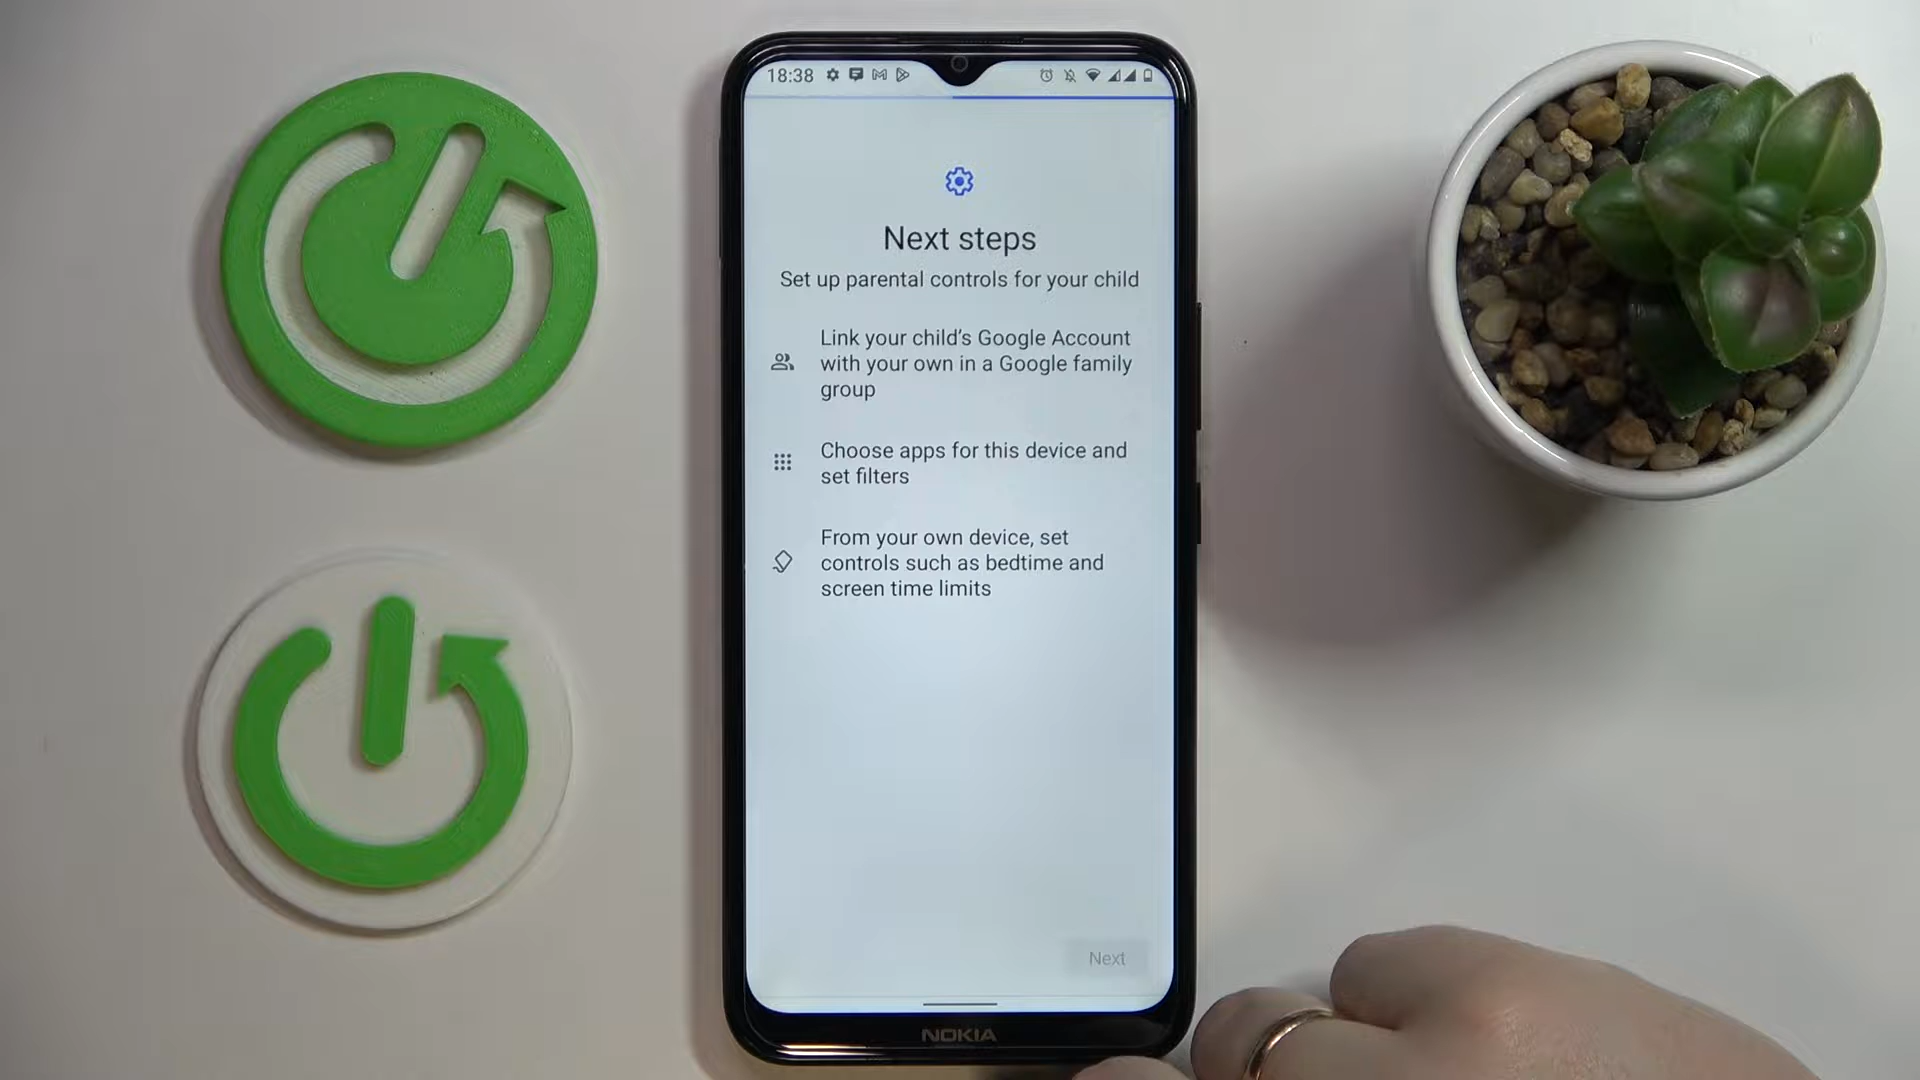 18:38
Next steps
Set up parental controls for your child
Link your child’s Google Account
with your own in a Google family
group
Choose apps for this device and
set filters
From your own device, set
controls such as bedtime and
screen time limits
Next
NOKIA